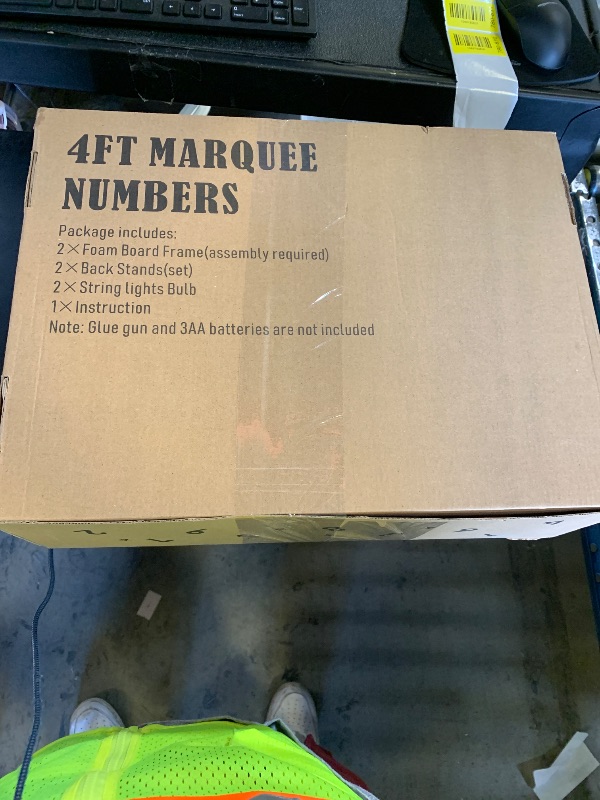 4FT MARQUEE
NUMBERS
Package includes:
2×Foam Board Frame(assembly required)
2×Back Stands(set)
2×String lights Bulb
1×Instruction
Note: Glue gun and 3AA batteries are not included